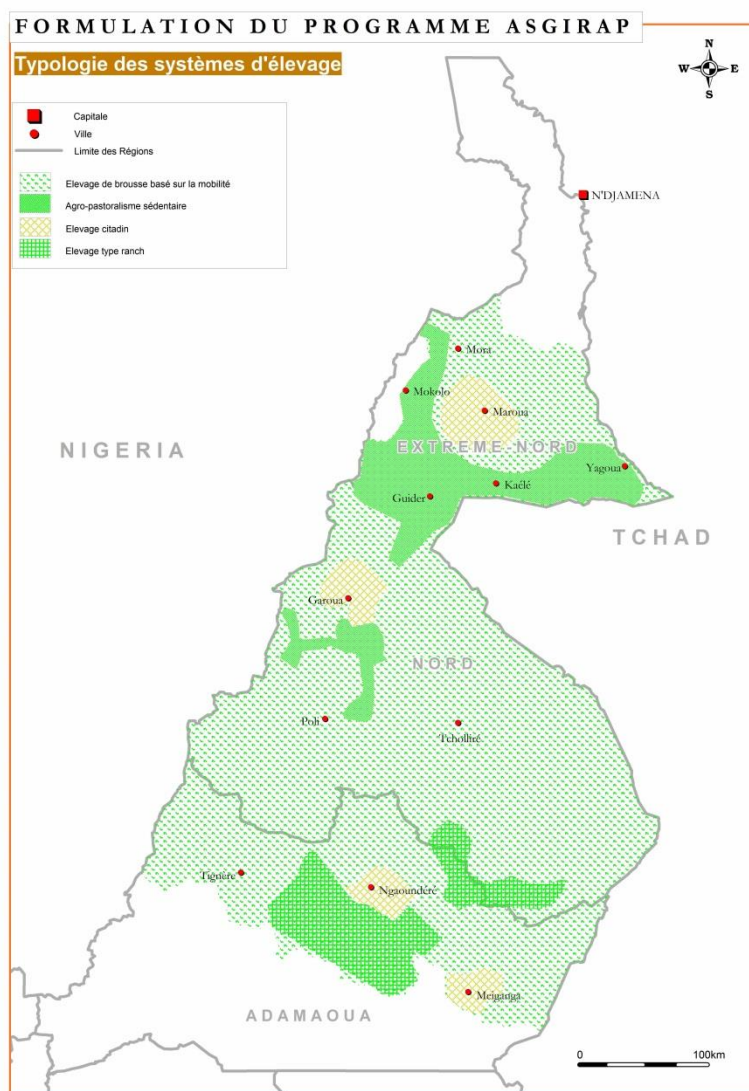 FORMULATION DU PROGRAMME ASGIRAP
Typologie des systèmes d'élevage
N
W E
S
Capitale
Ville
Limite des Régions
Elevage de brousse basé sur la mobilité
Agro-pastoralisme sédentaire
Elevage citadin
Elevage type ranch
N'DJAMENA
Mora
Mokolo
Maroua
NIGERIA
EXTREME-NORD
Yagoua
Kaélé
Guider
TCHAD
Garoua
NORD
Poli
Tcholliré
Tignère
Ngaoundéré
Meiganga
ADAMAOUA
0 100km